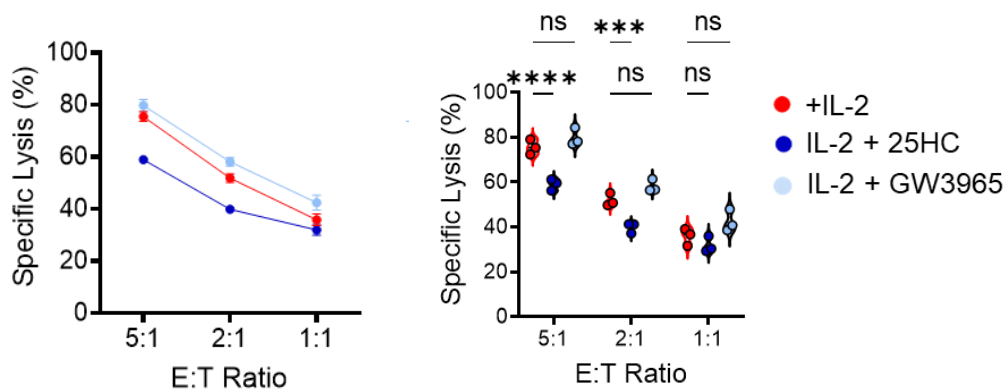 100
80
60
40
20
0
Specific Lysis (%)
5:1 2:1 1:1
E:T Ratio
ns *** ns
**** ns ns
100
80
60
40
20
0
Specific Lysis (%)
5:1 2:1 1:1
E:T Ratio
+IL-2
IL-2 + 25HC
IL-2 + GW3965